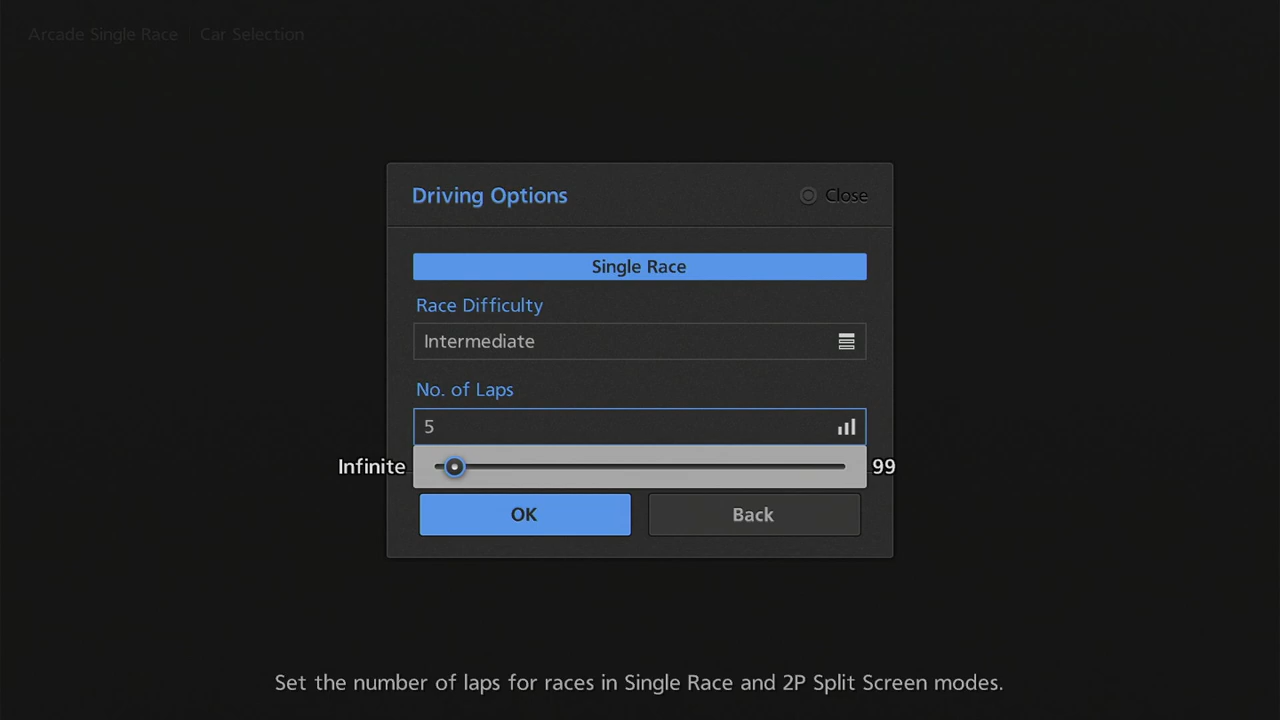 Arcade Single Race | Car Selection
Driving Options
Close
Single Race
Race Difficulty
Intermediate
No. of Laps
5
Infinite 99
OK Back
Set the number of laps for races in Single Race and 2P Split Screen modes.